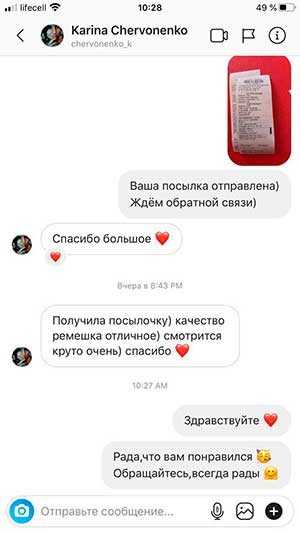 lifecell
10:28
49 %
Karina Chervonenko
chervonenko_k
Ваша посылка отправлена)
Ждём обратной связи)
Спасибо большое ❤️
❤️
Вчера в 8:43 PM
Получила посылочку) качество
ремешка отличное) смотрится
круто очень) спасибо ❤️
10:27 AM
Здравствуйте ❤️
Рада,что вам понравился 🥳
Обращайтесь,всегда рады 🤗
Отправьте сообщение...